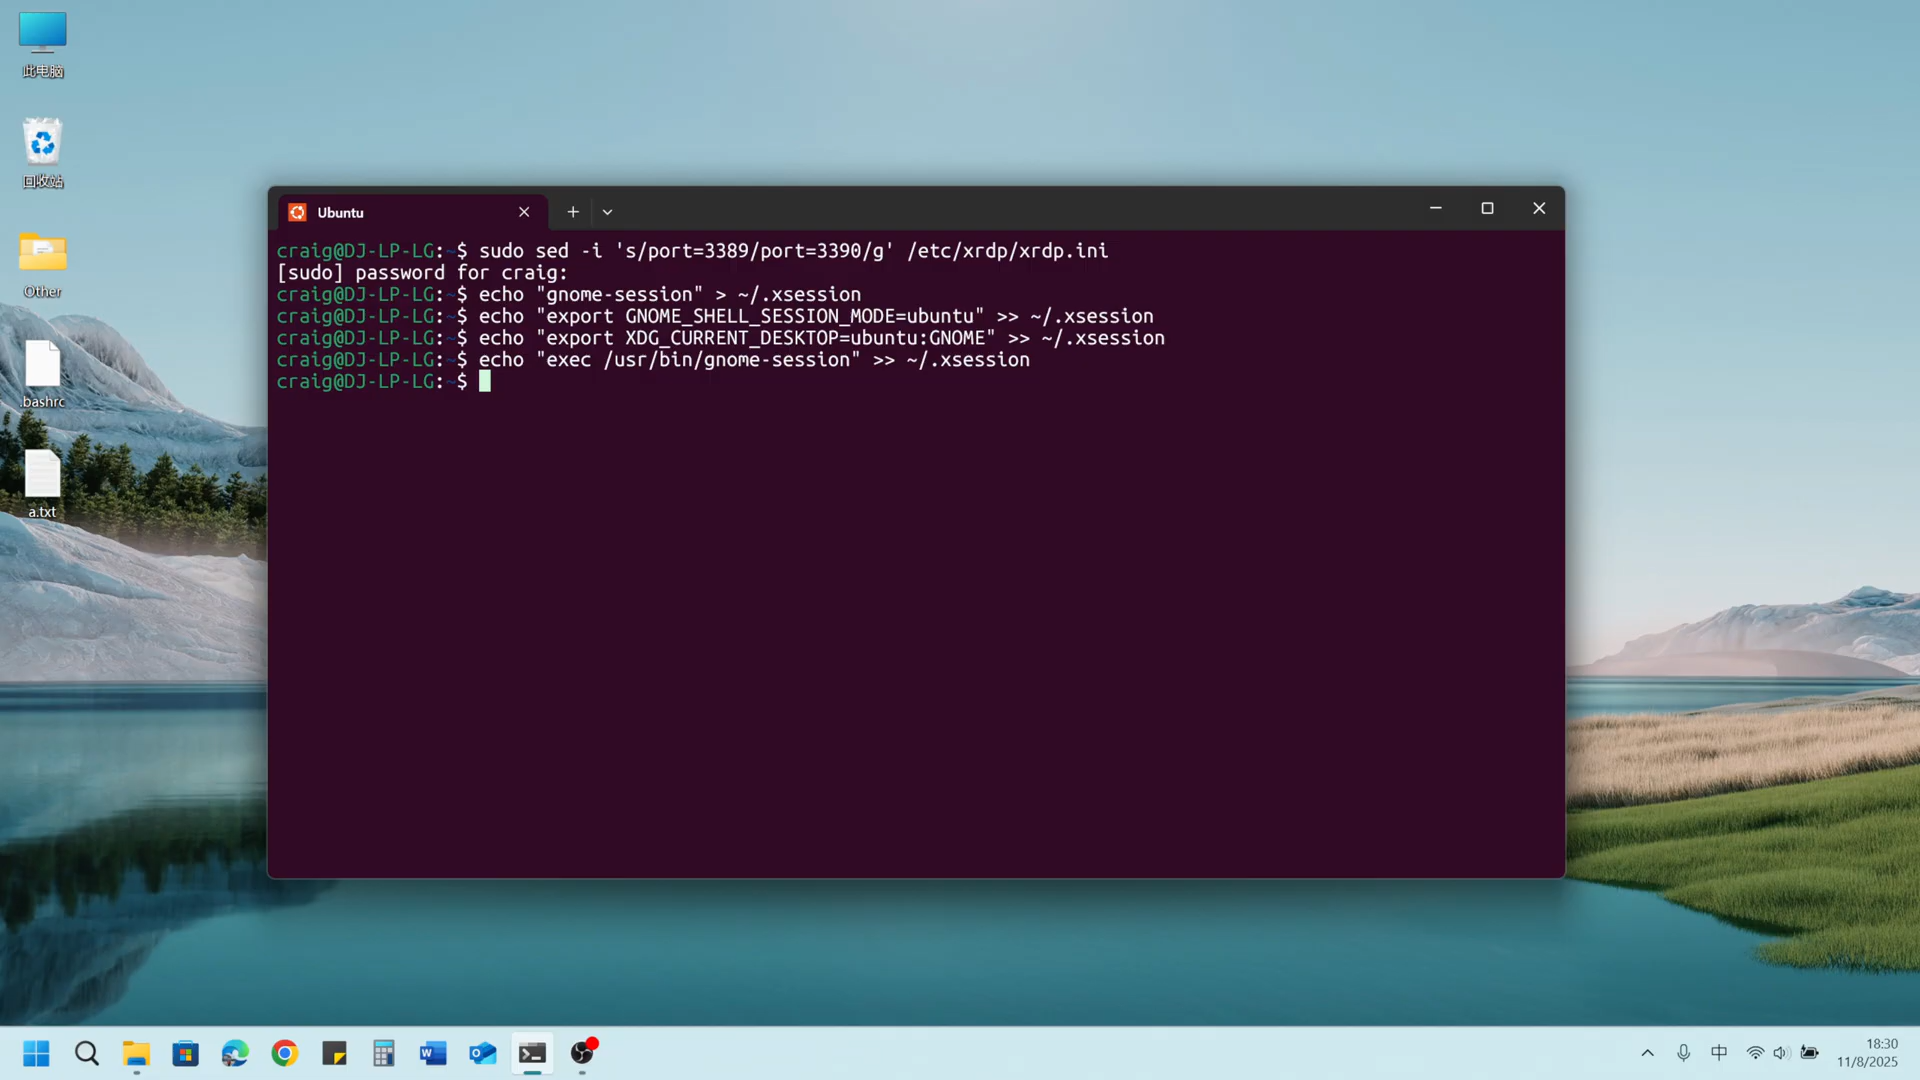 此电脑
回收站
Other
.bashrc
a.txt
Ubuntu
craig@DJ-LP-LG:~$ sudo sed -i 's/port=3389/port=3390/g' /etc/xrdp/xrdp.ini
[sudo] password for craig:
craig@DJ-LP-LG:~$ echo "gnome-session" > ~/.xsession
craig@DJ-LP-LG:~$ echo "export GNOME_SHELL_SESSION_MODE=ubuntu" >> ~/.xsession
craig@DJ-LP-LG:~$ echo "export XDG_CURRENT_DESKTOP=ubuntu:GNOME" >> ~/.xsession
craig@DJ-LP-LG:~$ echo "exec /usr/bin/gnome-session" >> ~/.xsession
craig@DJ-LP-LG:~$
中
18:30
11/8/2025